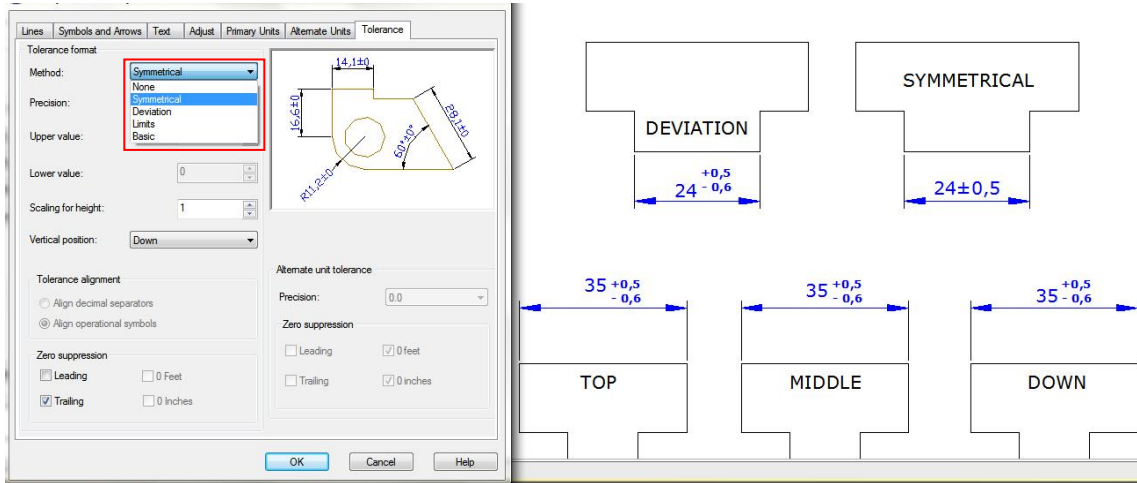 Lines Symbols and Arrows Text Adjust Primary Units Alternate Units Tolerance
Tolerance format
Method: Symmetrical
None
Symmetrical
Deviation
Limits
Basic
Precision:
Upper value:
Lower value: 0
Scaling for height: 1
Vertical position: Down
Tolerance alignment
Align decimal separators
Align operational symbols
Zero suppression
Leading 0 Feet
Trailing 0 Inches
14,1±0
16,6±0
28,1±0
60°±0°
R11,2±0
Alternate unit tolerance
Precision: 0.0
Zero suppression
Leading 0 feet
Trailing 0 inches
OK Cancel Help
DEVIATION
+0,5
24 - 0,6
SYMMETRICAL
24±0,5
35 +0,5
- 0,6
TOP
35 +0,5
- 0,6
MIDDLE
35 +0,5
- 0,6
DOWN